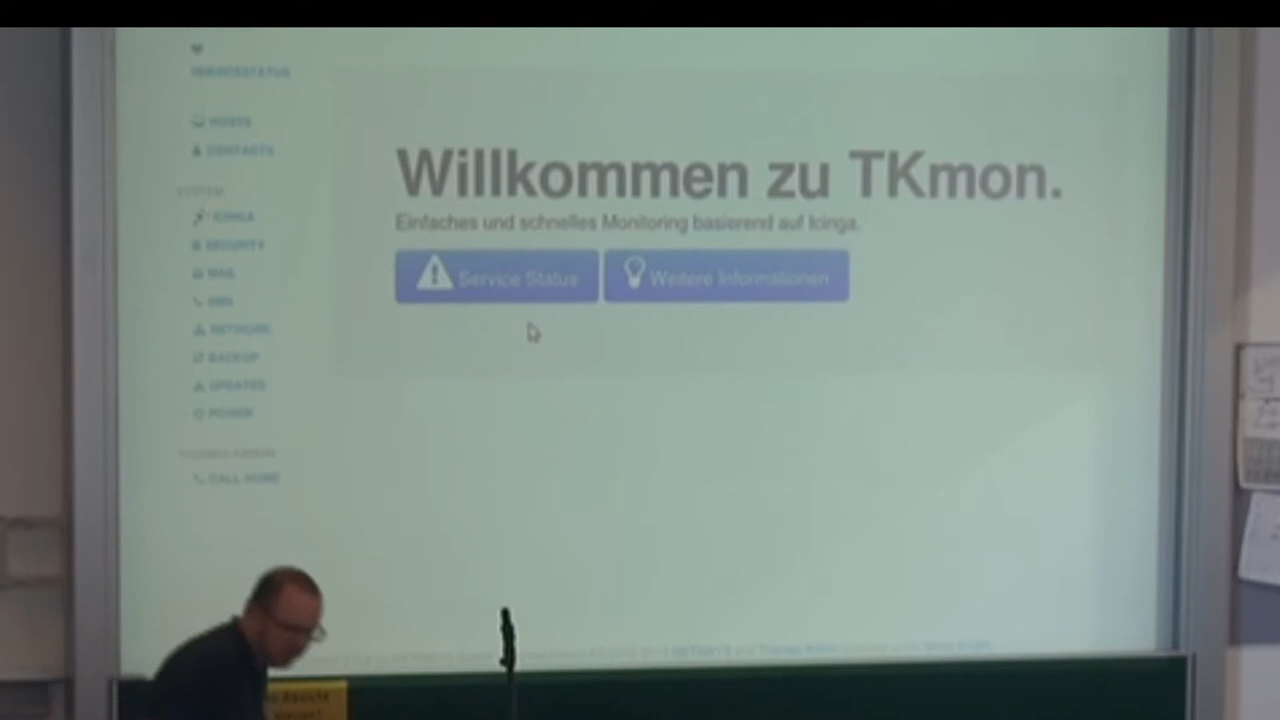 SERVICESTATUS
HOSTS
CONTACTS
SYSTEM
ICINGA
SECURITY
MAIL
SMS
NETWORK
BACKUP
UPDATES
POWER
CALL HOME
Willkommen zu TKmon.
Einfaches und schnelles Monitoring basierend auf Icinga.
Service Status
Weitere Informationen